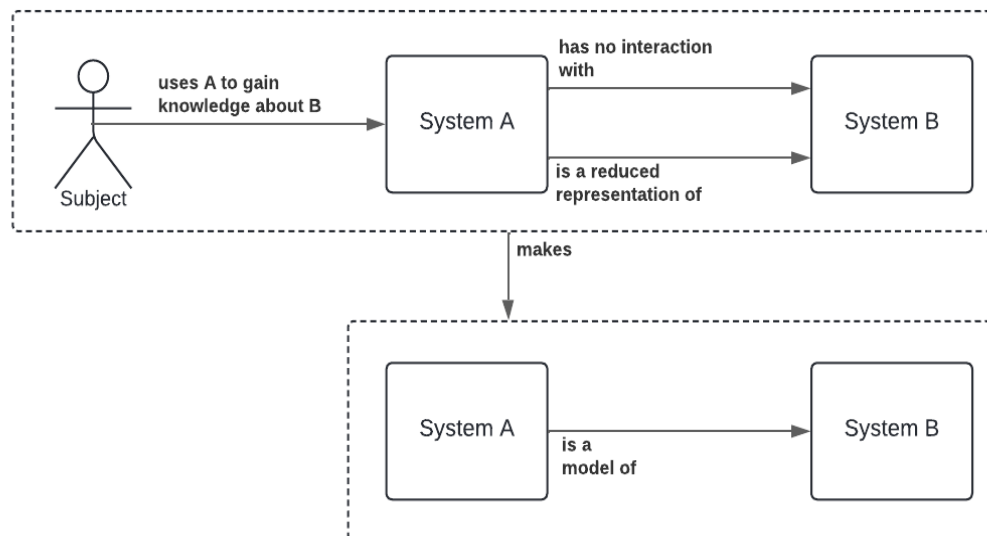 uses A to gain
knowledge about B
Subject
System A
has no interaction
with
is a reduced
representation of
System B
makes
System A
is a
model of
System B